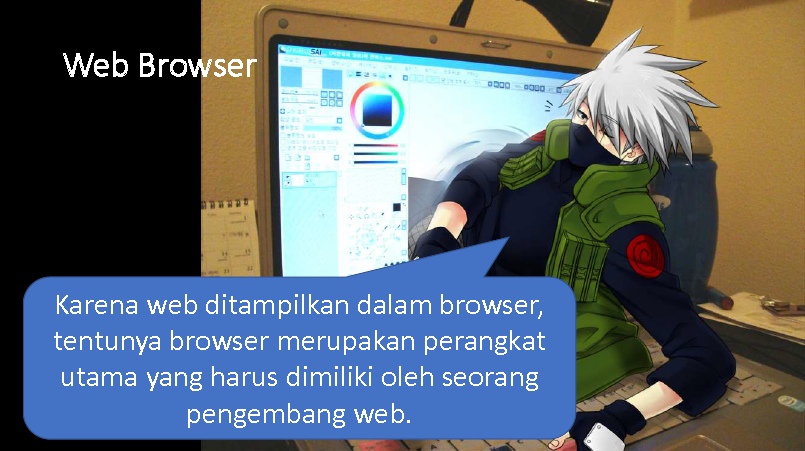 Web Browser
SAI
Karena web ditampilkan dalam browser,
tentunya browser merupakan perangkat
utama yang harus dimiliki oleh seorang
pengembang web.